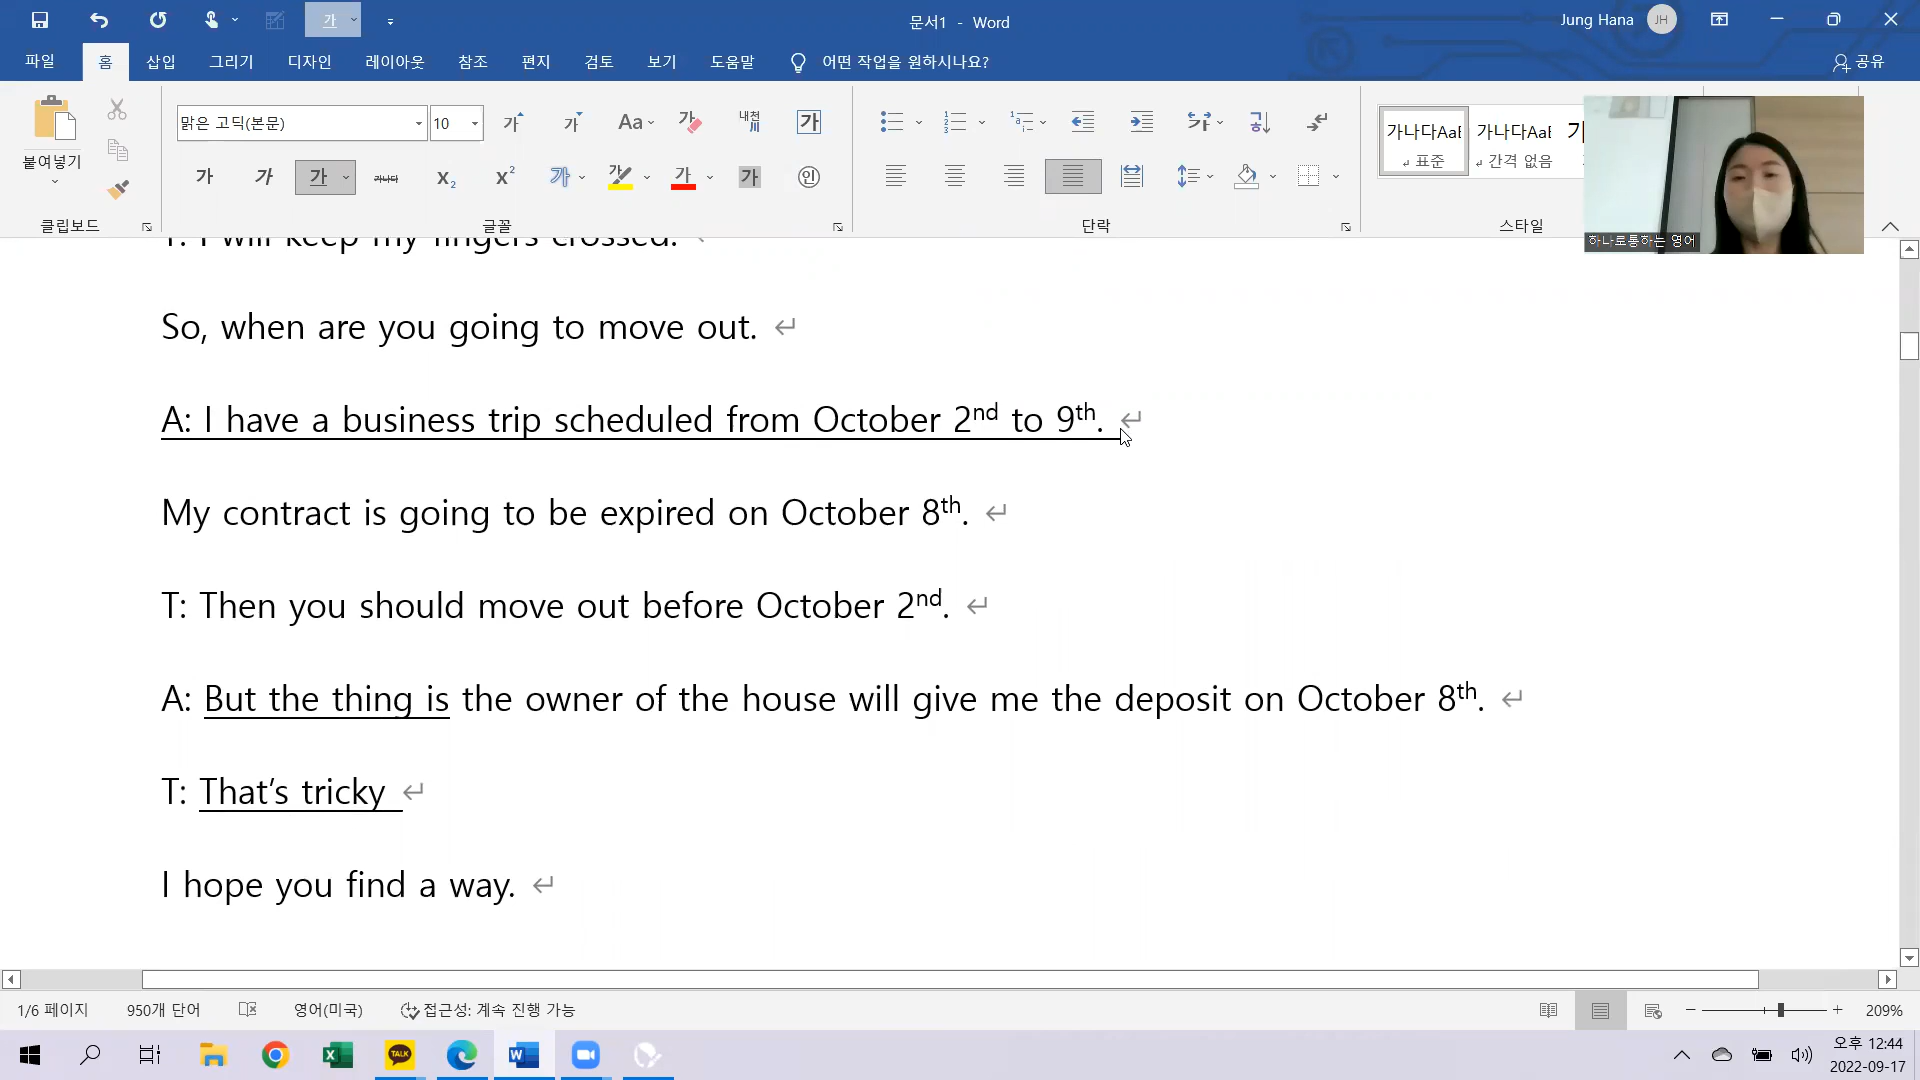 문서1 - Word
Jung Hana
JH
파일 홈 삽입 그리기 디자인 레이아웃 참조 편지 검토 보기 도움말 어떤 작업을 원하시나요? 공유
붙여넣기
클립보드
맑은 고딕(본문) 10
글꼴
단락
가나다AaB 가나다AaB
표준 간격 없음
스타일
하나로통하는 영어
T: I will keep my fingers crossed.
So, when are you going to move out.
A: I have a business trip scheduled from October 2nd to 9th.
My contract is going to be expired on October 8th.
T: Then you should move out before October 2nd.
A: But the thing is the owner of the house will give me the deposit on October 8th.
T: That's tricky
I hope you find a way.
1/6 페이지 950개 단어 영어(미국) 접근성: 계속 진행 가능 209%
TALK
오후 12:44
2022-09-17